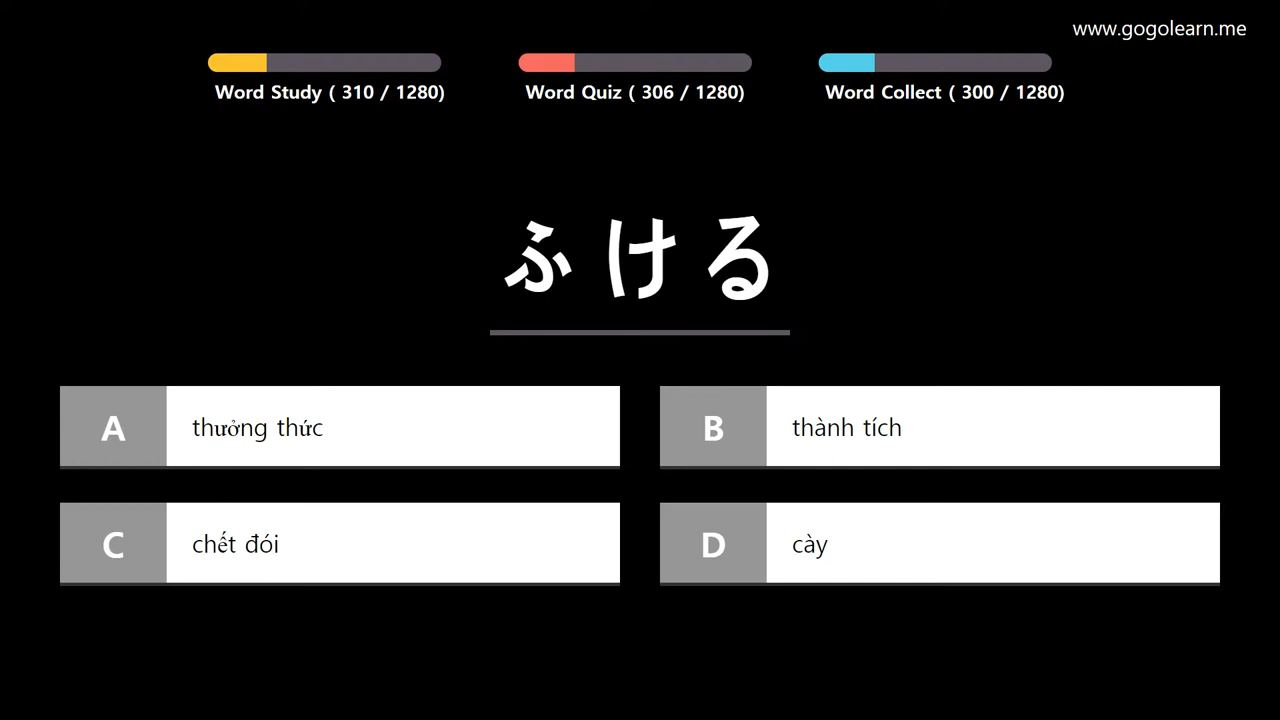 www.gogolearn.me
Word Study ( 310 / 1280)
Word Quiz ( 306 / 1280)
Word Collect ( 300 / 1280)
ふける
A
thưởng thức
B
thành tích
C
chết đói
D
cày